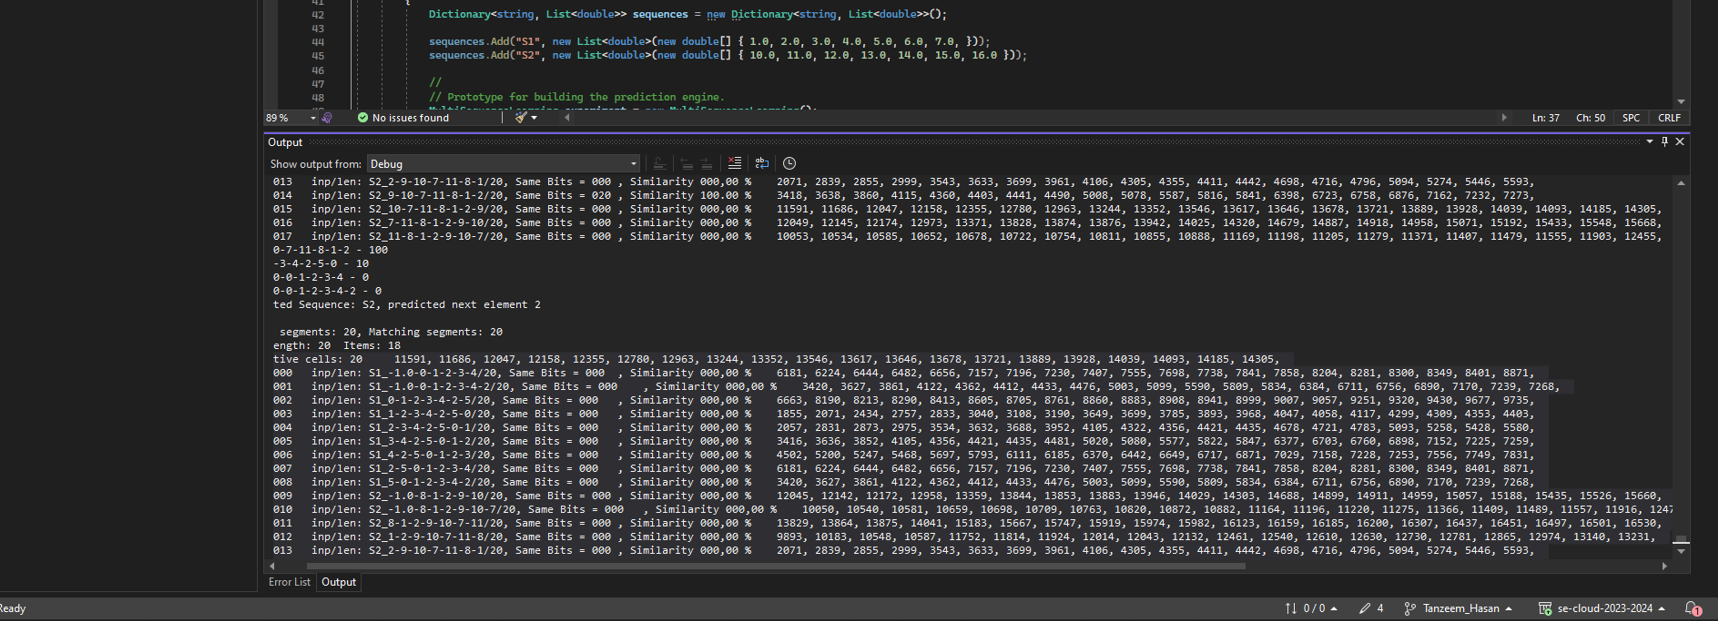 41 {
42 Dictionary<string, List<double>> sequences = new Dictionary<string, List<double>>();
43
44 sequences.Add("S1", new List<double>(new double[] { 1.0, 2.0, 3.0, 4.0, 5.0, 6.0, 7.0, }));
45 sequences.Add("S2", new List<double>(new double[] { 10.0, 11.0, 12.0, 13.0, 14.0, 15.0, 16.0 }));
46
47 //
48 // Prototype for building the prediction engine.
89 % No issues found Ln: 37 Ch: 50 SPC CRLF
Output
Show output from: Debug
013 inp/len: S2_2-9-10-7-11-8-1/20, Same Bits = 000 , Similarity 000,00 % 2071, 2839, 2855, 2999, 3543, 3633, 3699, 3961, 4106, 4305, 4355, 4411, 4442, 4698, 4716, 4796, 5094, 5274, 5446, 5593,
014 inp/len: S2_9-10-7-11-8-1-2/20, Same Bits = 020 , Similarity 100.00 % 3418, 3638, 3860, 4115, 4360, 4403, 4441, 4490, 5008, 5078, 5587, 5816, 5841, 6398, 6723, 6758, 6876, 7162, 7232, 7273,
015 inp/len: S2_10-7-11-8-1-2-9/20, Same Bits = 000 , Similarity 000,00 % 11591, 11686, 12047, 12158, 12355, 12780, 12963, 13244, 13352, 13546, 13617, 13646, 13678, 13721, 13889, 13928, 14039, 14093, 14185, 14305,
016 inp/len: S2_7-11-8-1-2-9-10/20, Same Bits = 000 , Similarity 000,00 % 12049, 12145, 12174, 12973, 13371, 13828, 13874, 13876, 13942, 14025, 14320, 14679, 14887, 14918, 14958, 15071, 15192, 15433, 15548, 15668,
017 inp/len: S2_11-8-1-2-9-10-7/20, Same Bits = 000 , Similarity 000,00 % 10053, 10534, 10585, 10652, 10678, 10722, 10754, 10811, 10855, 10888, 11169, 11198, 11205, 11279, 11371, 11407, 11479, 11555, 11903, 12455,
0-7-11-8-1-2 - 100
-3-4-2-5-0 - 10
0-0-1-2-3-4 - 0
0-0-1-2-3-4-2 - 0
ted Sequence: S2, predicted next element 2
segments: 20, Matching segments: 20
ength: 20 Items: 18
tive cells: 20 11591, 11686, 12047, 12158, 12355, 12780, 12963, 13244, 13352, 13546, 13617, 13646, 13678, 13721, 13889, 13928, 14039, 14093, 14185, 14305,
000 inp/len: S1_-1.0-0-1-2-3-4/20, Same Bits = 000 , Similarity 000,00 % 6181, 6224, 6444, 6482, 6656, 7157, 7196, 7230, 7407, 7555, 7698, 7738, 7841, 7858, 8204, 8281, 8300, 8349, 8401, 8871,
001 inp/len: S1_-1.0-0-1-2-3-4-2/20, Same Bits = 000 , Similarity 000,00 % 3420, 3627, 3861, 4122, 4362, 4412, 4433, 4476, 5003, 5099, 5590, 5809, 5834, 6384, 6711, 6756, 6890, 7170, 7239, 7268,
002 inp/len: S1_0-1-2-3-4-2-5/20, Same Bits = 000 , Similarity 000,00 % 6663, 8190, 8213, 8290, 8413, 8605, 8705, 8761, 8860, 8883, 8908, 8941, 8999, 9007, 9057, 9251, 9320, 9430, 9677, 9735,
003 inp/len: S1_1-2-3-4-2-5-0/20, Same Bits = 000 , Similarity 000,00 % 1855, 2071, 2434, 2757, 2833, 3040, 3108, 3190, 3649, 3699, 3785, 3893, 3968, 4047, 4058, 4117, 4299, 4309, 4353, 4403,
004 inp/len: S1_2-3-4-2-5-0-1/20, Same Bits = 000 , Similarity 000,00 % 2057, 2831, 2873, 2975, 3534, 3632, 3688, 3952, 4105, 4322, 4356, 4421, 4435, 4678, 4721, 4783, 5093, 5258, 5428, 5580,
005 inp/len: S1_3-4-2-5-0-1-2/20, Same Bits = 000 , Similarity 000,00 % 3416, 3636, 3852, 4105, 4356, 4421, 4435, 4481, 5020, 5080, 5577, 5822, 5847, 6377, 6703, 6760, 6898, 7152, 7225, 7259,
006 inp/len: S1_4-2-5-0-1-2-3/20, Same Bits = 000 , Similarity 000,00 % 4502, 5200, 5247, 5468, 5697, 5793, 6111, 6185, 6370, 6442, 6649, 6717, 6871, 7029, 7158, 7228, 7253, 7556, 7749, 7831,
007 inp/len: S1_2-5-0-1-2-3-4/20, Same Bits = 000 , Similarity 000,00 % 6181, 6224, 6444, 6482, 6656, 7157, 7196, 7230, 7407, 7555, 7698, 7738, 7841, 7858, 8204, 8281, 8300, 8349, 8401, 8871,
008 inp/len: S1_5-0-1-2-3-4-2/20, Same Bits = 000 , Similarity 000,00 % 3420, 3627, 3861, 4122, 4362, 4412, 4433, 4476, 5003, 5099, 5590, 5809, 5834, 6384, 6711, 6756, 6890, 7170, 7239, 7268,
009 inp/len: S2_-1.0-8-1-2-9-10/20, Same Bits = 000 , Similarity 000,00 % 12045, 12142, 12172, 12958, 13359, 13844, 13853, 13883, 13946, 14029, 14303, 14688, 14899, 14911, 14959, 15057, 15188, 15435, 15526, 15660,
010 inp/len: S2_-1.0-8-1-2-9-10-7/20, Same Bits = 000 , Similarity 000,00 % 10050, 10540, 10581, 10659, 10698, 10709, 10763, 10820, 10872, 10882, 11164, 11196, 11220, 11275, 11366, 11409, 11489, 11557, 11916, 1247
011 inp/len: S2_8-1-2-9-10-7-11/20, Same Bits = 000 , Similarity 000,00 % 13829, 13864, 13875, 14041, 15183, 15667, 15747, 15919, 15974, 15982, 16123, 16159, 16185, 16200, 16307, 16437, 16451, 16497, 16501, 16530,
012 inp/len: S2_1-2-9-10-7-11-8/20, Same Bits = 000 , Similarity 000,00 % 9893, 10183, 10548, 10587, 11752, 11814, 11924, 12014, 12043, 12132, 12461, 12540, 12610, 12630, 12730, 12781, 12865, 12974, 13140, 13231,
013 inp/len: S2_2-9-10-7-11-8-1/20, Same Bits = 000 , Similarity 000,00 % 2071, 2839, 2855, 2999, 3543, 3633, 3699, 3961, 4106, 4305, 4355, 4411, 4442, 4698, 4716, 4796, 5094, 5274, 5446, 5593,
Error List Output
Ready 0 / 0 4 Tanzeem_Hasan se-cloud-2023-2024 1